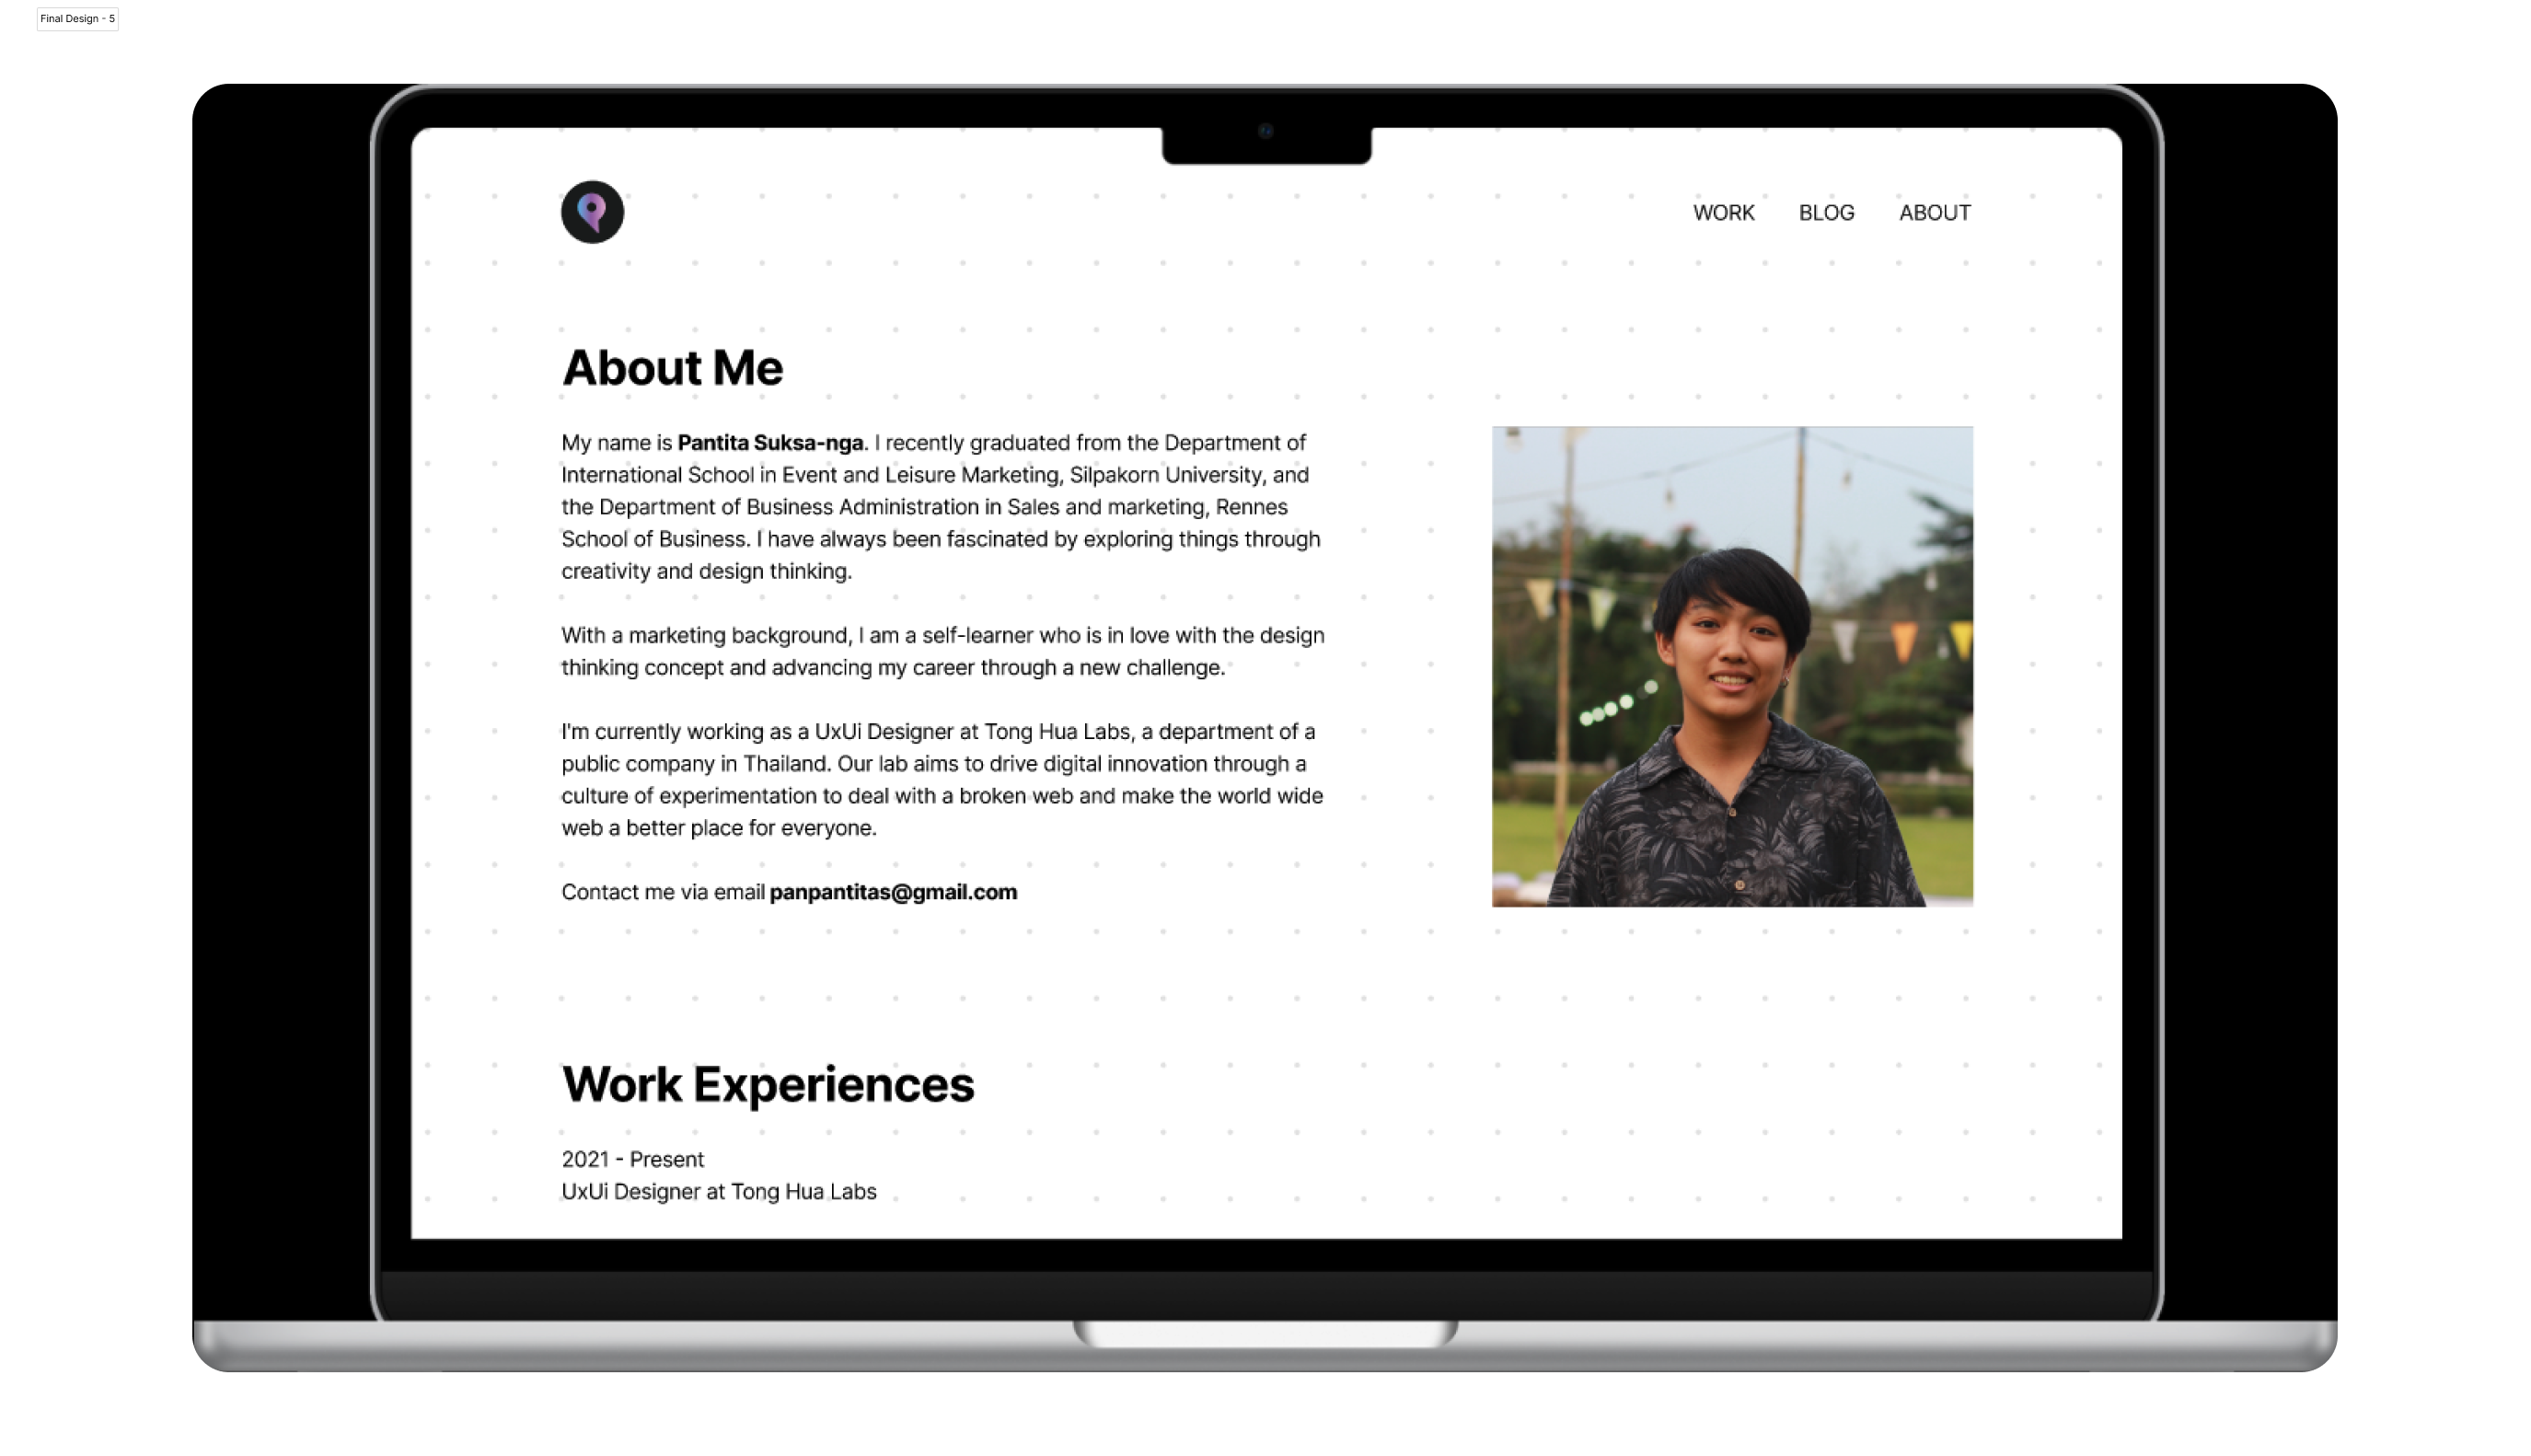 Final Design - 5
WORK BLOG ABOUT
About Me
My name is Pantita Suksa-nga. I recently graduated from the Department of
International School in Event and Leisure Marketing, Silpakorn University, and
the Department of Business Administration in Sales and marketing, Rennes
School of Business. I have always been fascinated by exploring things through
creativity and design thinking.
With a marketing background, I am a self-learner who is in love with the design
thinking concept and advancing my career through a new challenge.
I'm currently working as a UxUi Designer at Tong Hua Labs, a department of a
public company in Thailand. Our lab aims to drive digital innovation through a
culture of experimentation to deal with a broken web and make the world wide
web a better place for everyone.
Contact me via email panpantitas@gmail.com
Work Experiences
2021 - Present
UxUi Designer at Tong Hua Labs